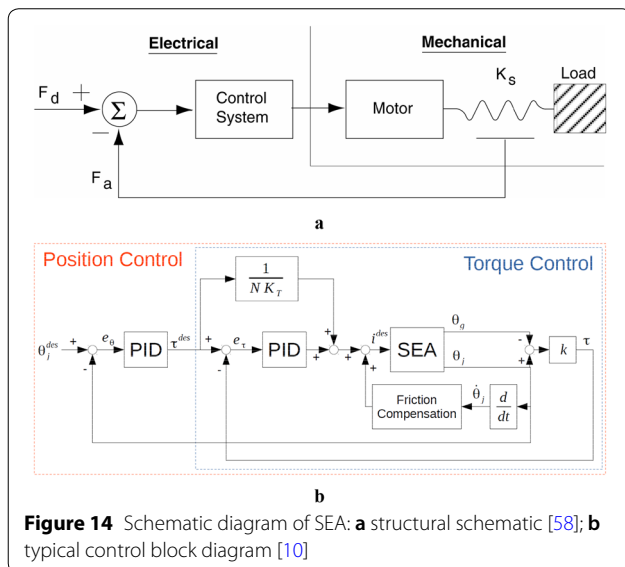 Electrical
Mechanical
F_d
+
Σ
−
F_a
Control
System
Motor
K_s
Load
a
Position Control
Torque Control
1
N K_T
θ_j^des
+
-
e_θ
PID
τ^des
+
-
e_τ
PID
+
+
+
+
i^des
SEA
θ_g
θ_j
-
+
k
τ
Friction
Compensation
θ̇_j
d
dt
b
Figure 14 Schematic diagram of SEA: a structural schematic [58]; b
typical control block diagram [10]